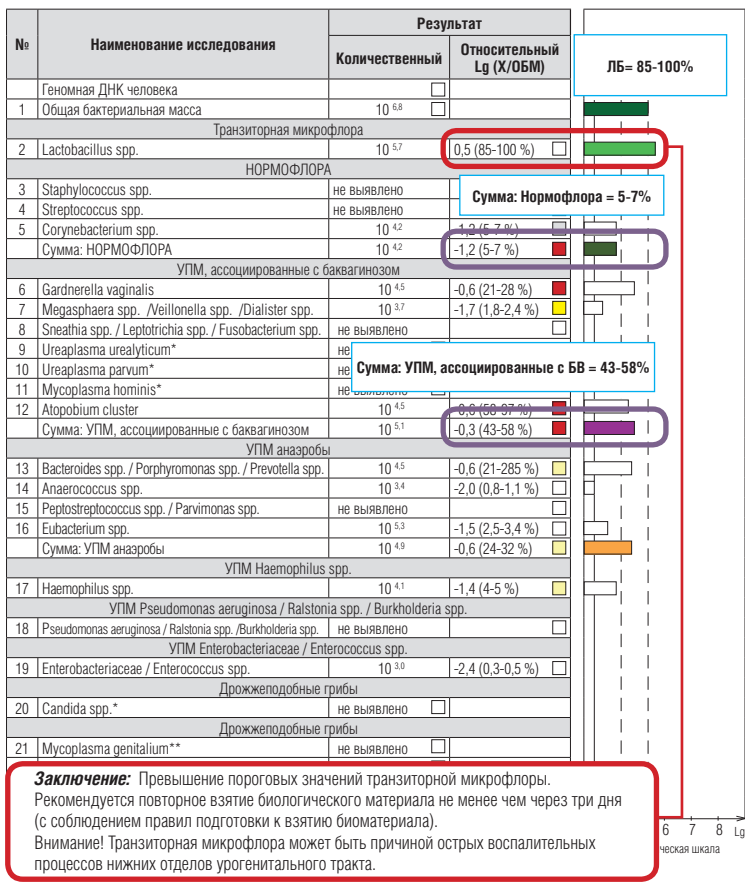 № Наименование исследования Результат
Количественный Относительный Lg (X/ОБМ)
ЛБ= 85-100%
Геномная ДНК человека
1 Общая бактериальная масса 10 6,8
Транзиторная микрофлора
2 Lactobacillus spp. 10 5,7 0,5 (85-100 %)
НОРМОФЛОРА
3 Staphylococcus spp. не выявлено
Сумма: Нормофлора = 5-7%
4 Streptococcus spp. не выявлено
5 Corynebacterium spp. 10 4,2 -1,2 (5-7 %)
Сумма: НОРМОФЛОРА 10 4,2 -1,2 (5-7 %)
УПМ, ассоциированные с баквагинозом
6 Gardnerella vaginalis 10 4,5 -0,6 (21-28 %)
7 Megasphaera spp. /Veillonella spp. /Dialister spp. 10 3,7 -1,7 (1,8-2,4 %)
8 Sneathia spp. / Leptotrichia spp. / Fusobacterium spp. не выявлено
9 Ureaplasma urealyticum* не
10 Ureaplasma parvum* не
Сумма: УПМ, ассоциированные с БВ = 43-58%
11 Mycoplasma hominis* не выявлено
12 Atopobium cluster 10 4,5
Сумма: УПМ, ассоциированные с баквагинозом 10 5,1 -0,3 (43-58 %)
УПМ анаэробы
13 Bacteroides spp. / Porphyromonas spp. / Prevotella spp. 10 4,5 -0,6 (21-285 %)
14 Anaerococcus spp. 10 3,4 -2,0 (0,8-1,1 %)
15 Peptostreptococcus spp. / Parvimonas spp. не выявлено
16 Eubacterium spp. 10 5,3 -1,5 (2,5-3,4 %)
Сумма: УПМ анаэробы 10 4,9 -0,6 (24-32 %)
УПМ Haemophilus spp.
17 Haemophilus spp. 10 4,1 -1,4 (4-5 %)
УПМ Pseudomonas aeruginosa / Ralstonia spp. / Burkholderia spp.
18 Pseudomonas aeruginosa / Ralstonia spp. /Burkholderia spp. не выявлено
УПМ Enterobacteriaceae / Enterococcus spp.
19 Enterobacteriaceae / Enterococcus spp. 10 3,0 -2,4 (0,3-0,5 %)
Дрожжеподобные грибы
20 Candida spp.* не выявлено
Дрожжеподобные грибы
21 Mycoplasma genitalium** не выявлено
Заключение: Превышение пороговых значений транзиторной микрофлоры.
Рекомендуется повторное взятие биологического материала не менее чем через три дня
(с соблюдением правил подготовки к взятию биоматериала).
Внимание! Транзиторная микрофлора может быть причиной острых воспалительных
процессов нижних отделов урогенитального тракта.
6 7 8 Lg
ческая шкала